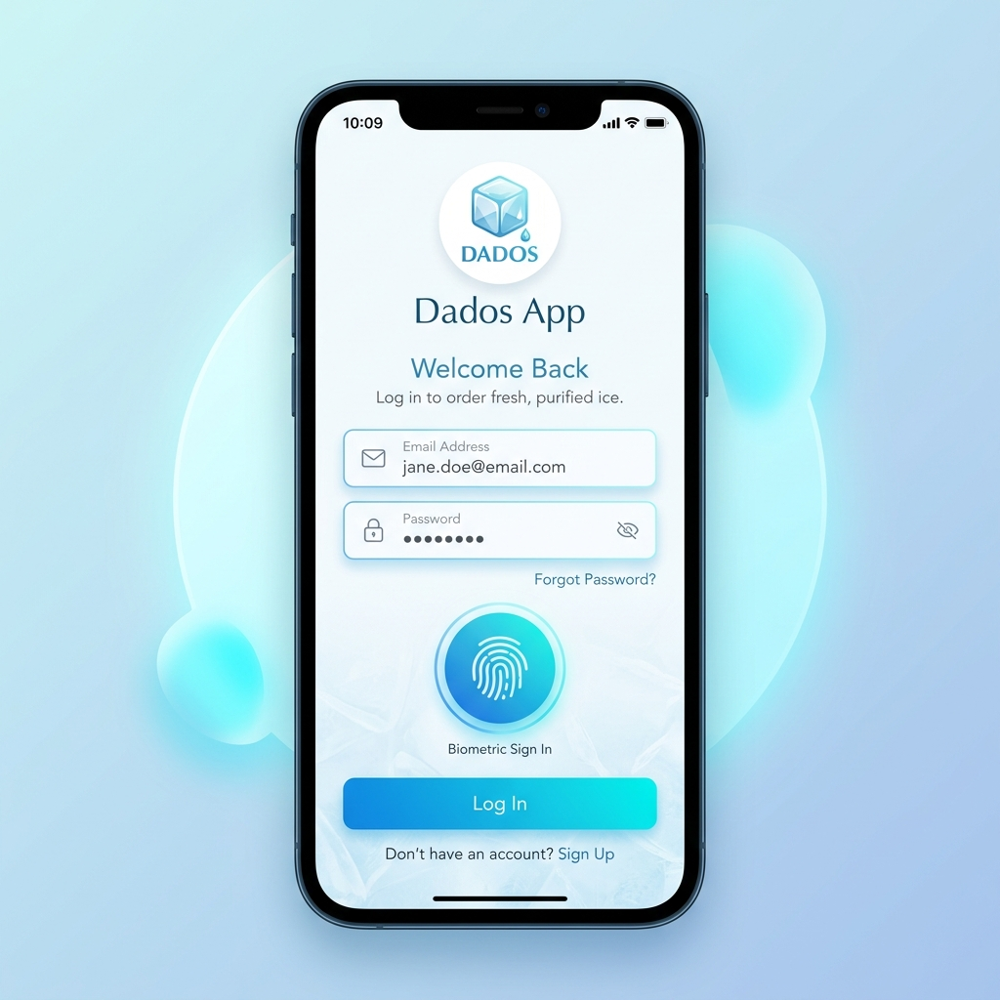 10:09
DADOS
Dados App
Welcome Back
Log in to order fresh, purified ice.
Email Address
jane.doe@email.com
Password
••••••••
Forgot Password?
Biometric Sign In
Log In
Don’t have an account? Sign Up